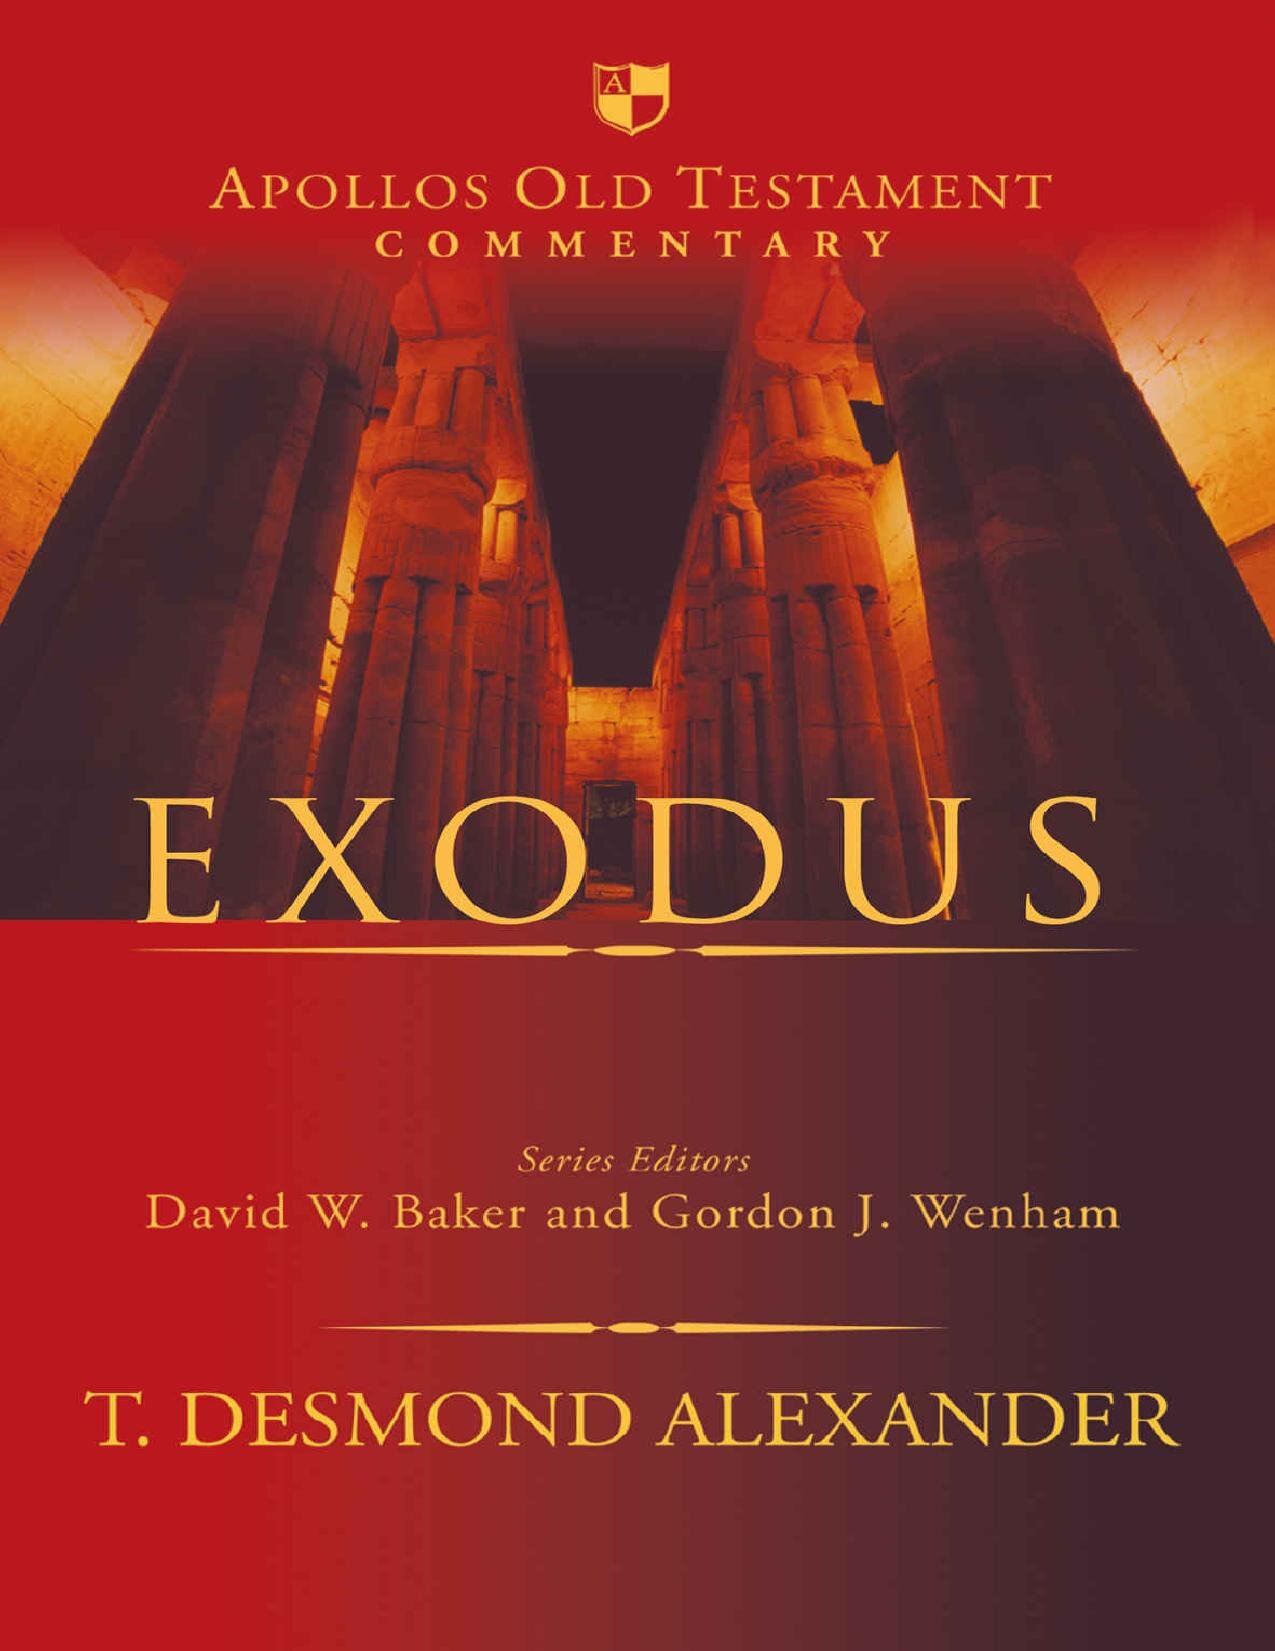 A
APOLLOS OLD TESTAMENT
COMMENTARY
EXODUS
Series Editors
David W. Baker and Gordon J. Wenham
T. DESMOND ALEXANDER